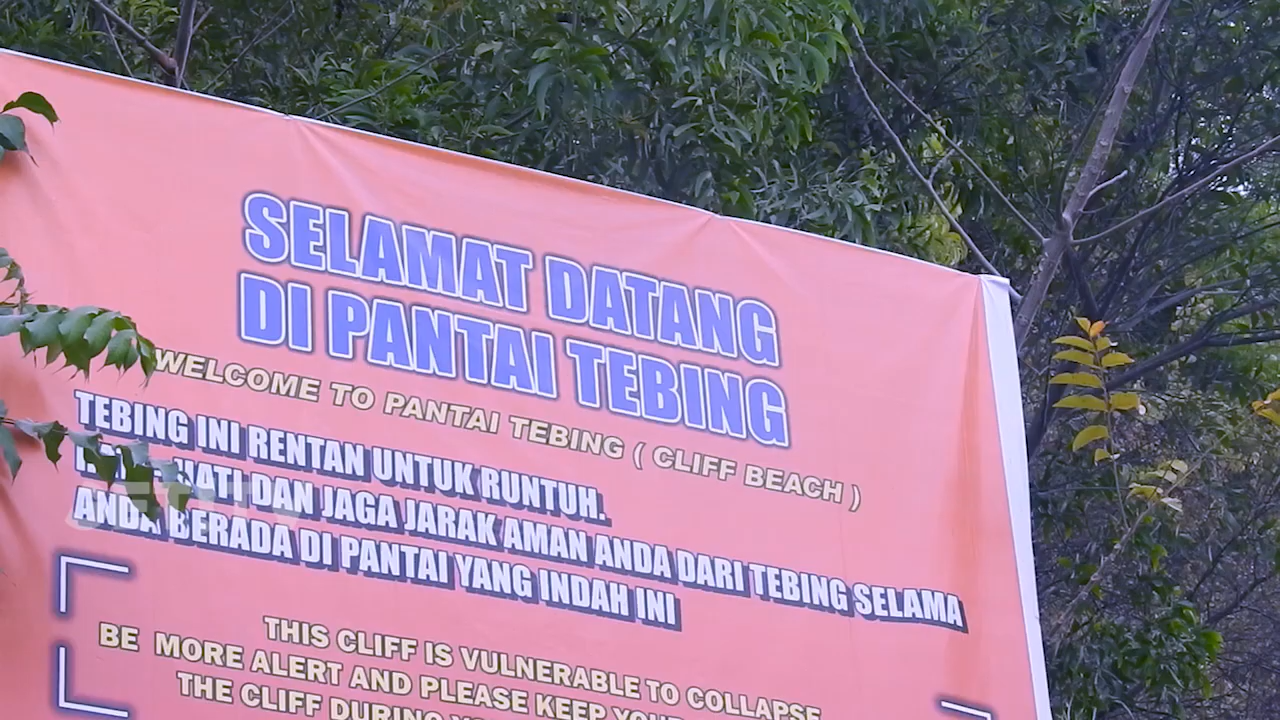 SELAMAT DATANG
DI PANTAI TEBING
WELCOME TO PANTAI TEBING ( CLIFF BEACH )
TEBING INI RENTAN UNTUK RUNTUH.
HATI - HATI DAN JAGA JARAK AMAN ANDA DARI TEBING SELAMA
ANDA BERADA DI PANTAI YANG INDAH INI
THIS CLIFF IS VULNERABLE TO COLLAPSE
BE MORE ALERT AND PLEASE KEEP
THE CLIFF DURING